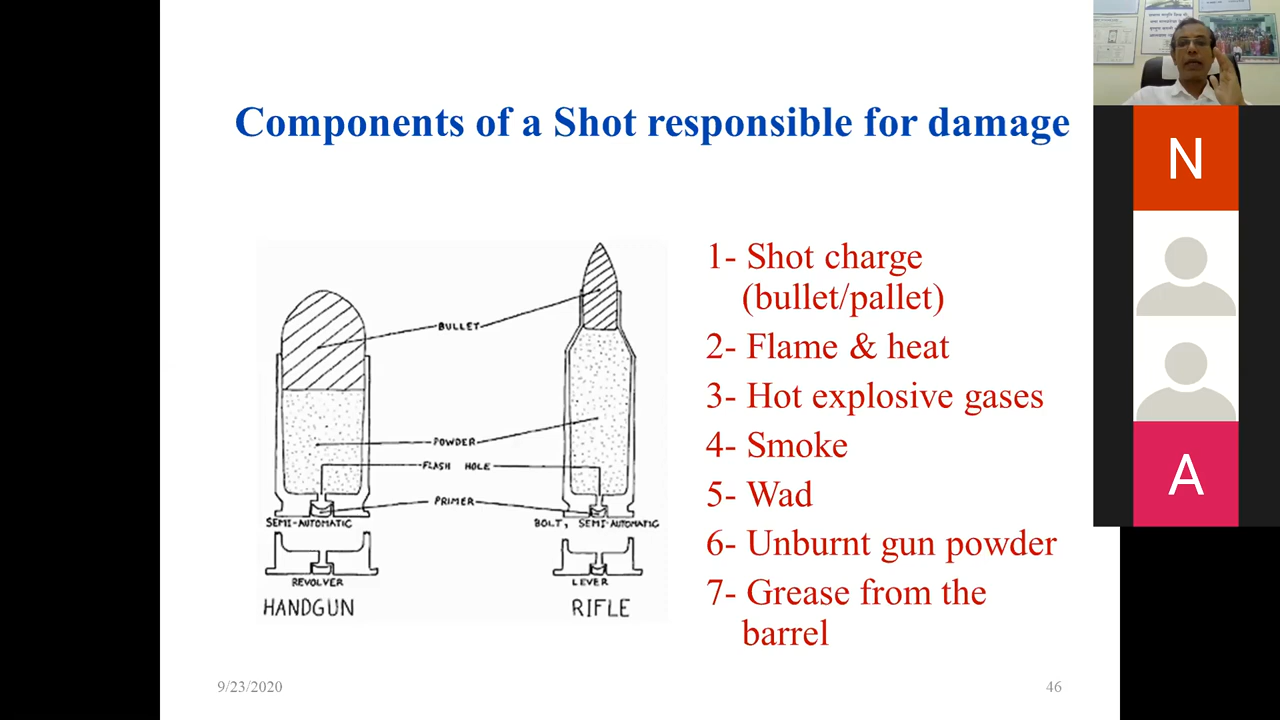 Components of a Shot responsible for damage
BULLET
POWDER
FLASH HOLE
PRIMER
SEMI-AUTOMATIC
BOLT, SEMI-AUTOMATIC
REVOLVER
LEVER
HANDGUN
RIFLE
1- Shot charge
(bullet/pallet)
2- Flame & heat
3- Hot explosive gases
4- Smoke
5- Wad
6- Unburnt gun powder
7- Grease from the
barrel
9/23/2020
46
N
A